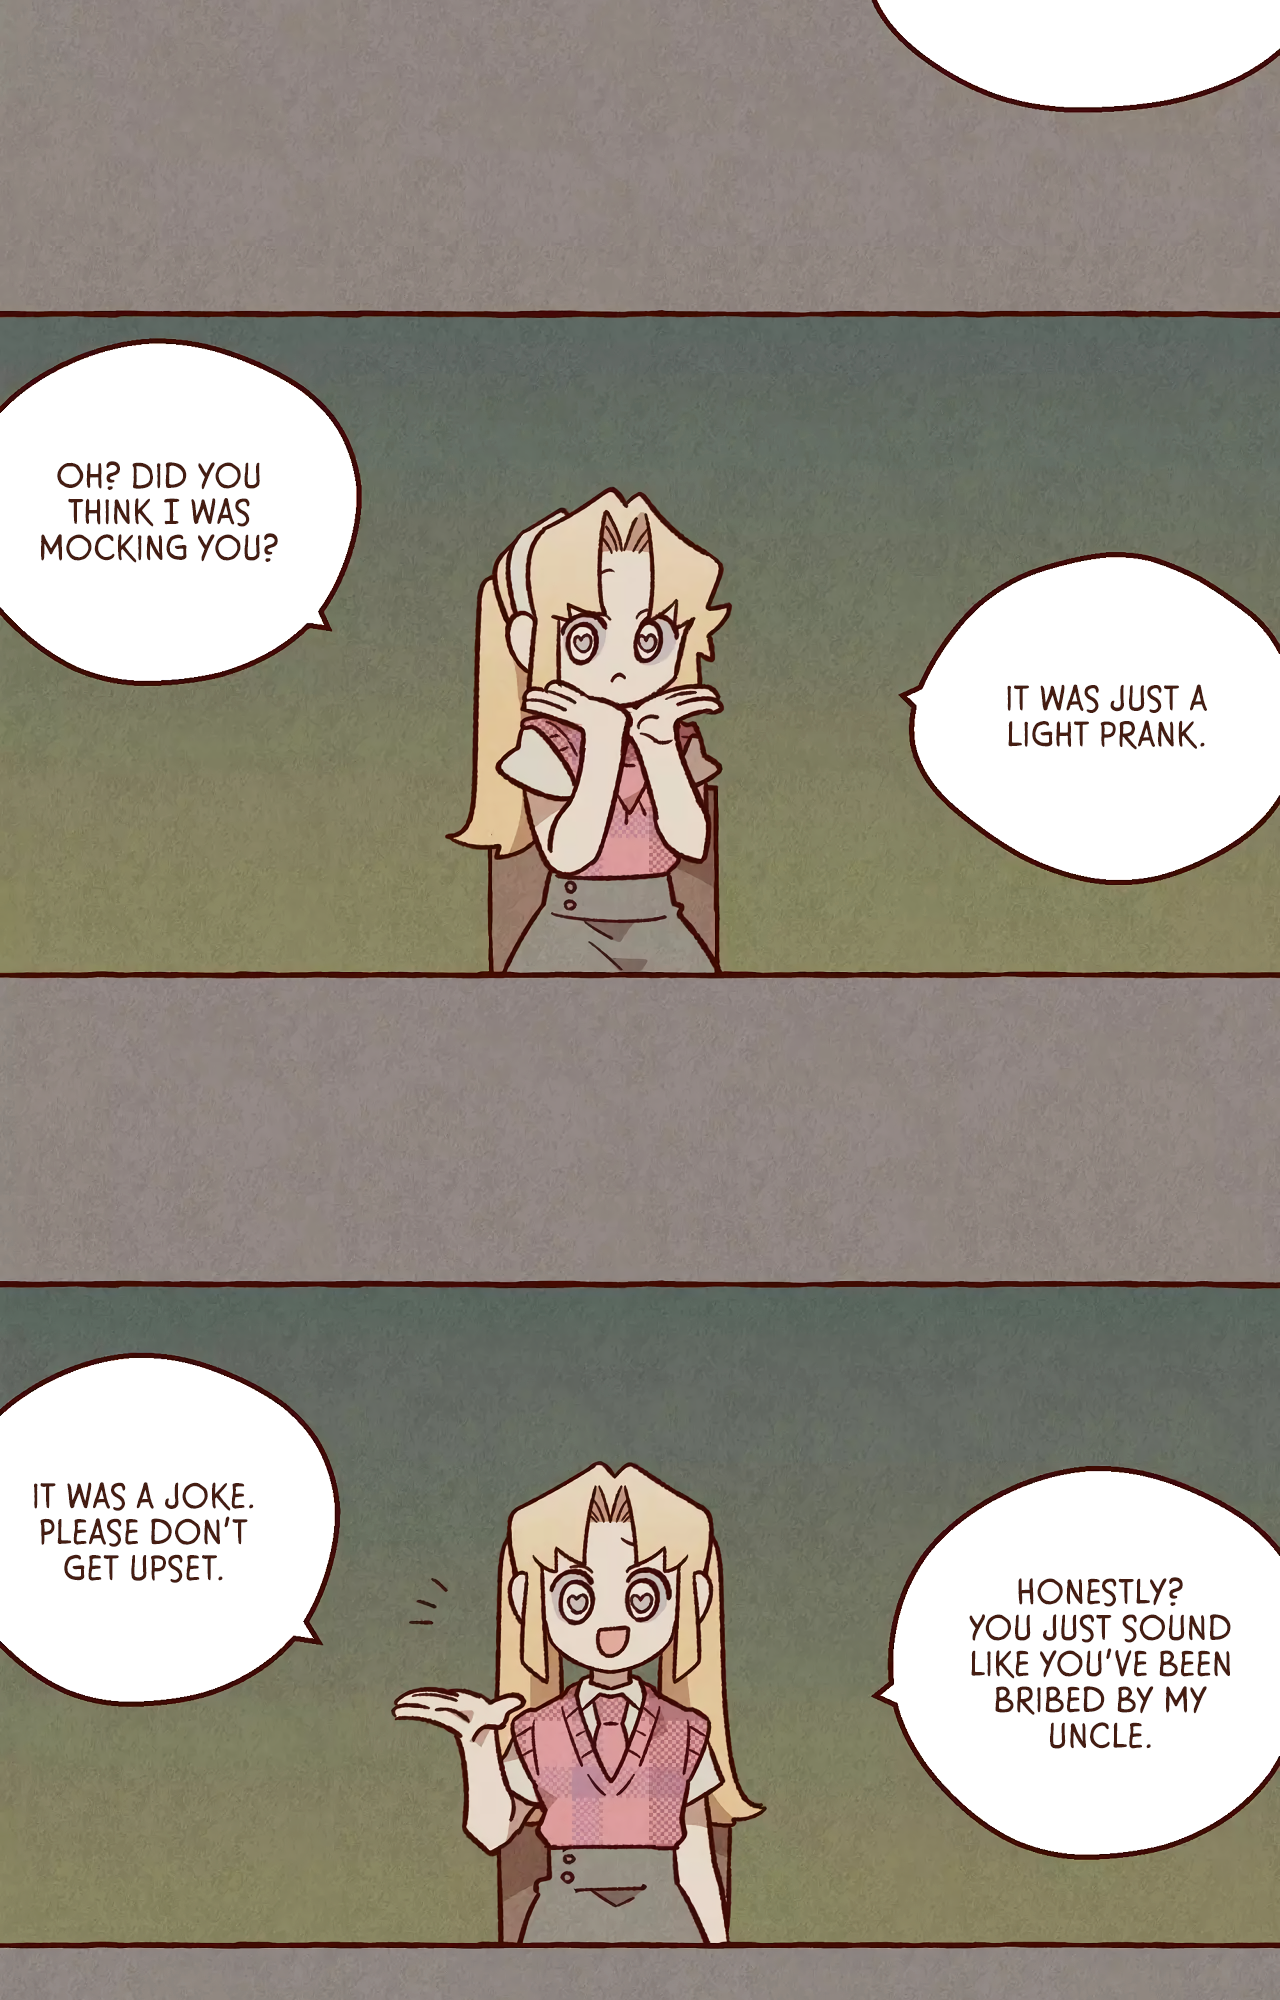 OH? DID YOU
THINK I WAS
MOCKING YOU?
IT WAS JUST A
LIGHT PRANK.
IT WAS A JOKE.
PLEASE DON'T
GET UPSET.
HONESTLY?
YOU JUST SOUND
LIKE YOU'VE BEEN
BRIBED BY MY
UNCLE.